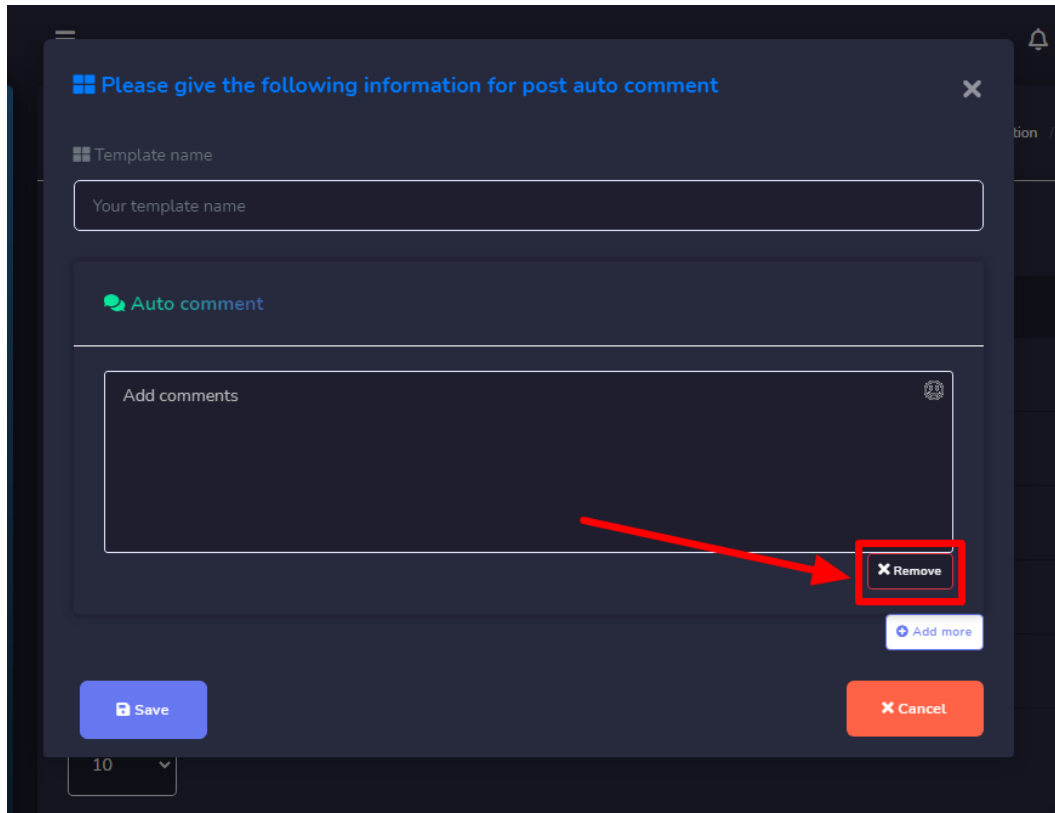 Please give the following information for post auto comment
tion /
Template name
Your template name
Auto comment
Add comments
Remove
Add more
Save
Cancel
10